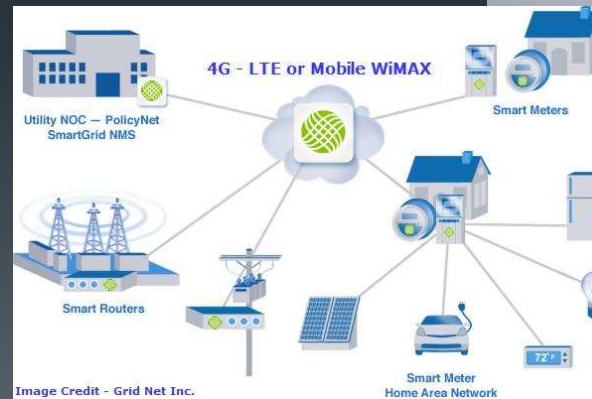 4G - LTE or Mobile WiMAX
Utility NOC — PolicyNet
SmartGrid NMS
Smart Meters
Smart Routers
72°F
Smart Meter
Home Area Network
Image Credit - Grid Net Inc.